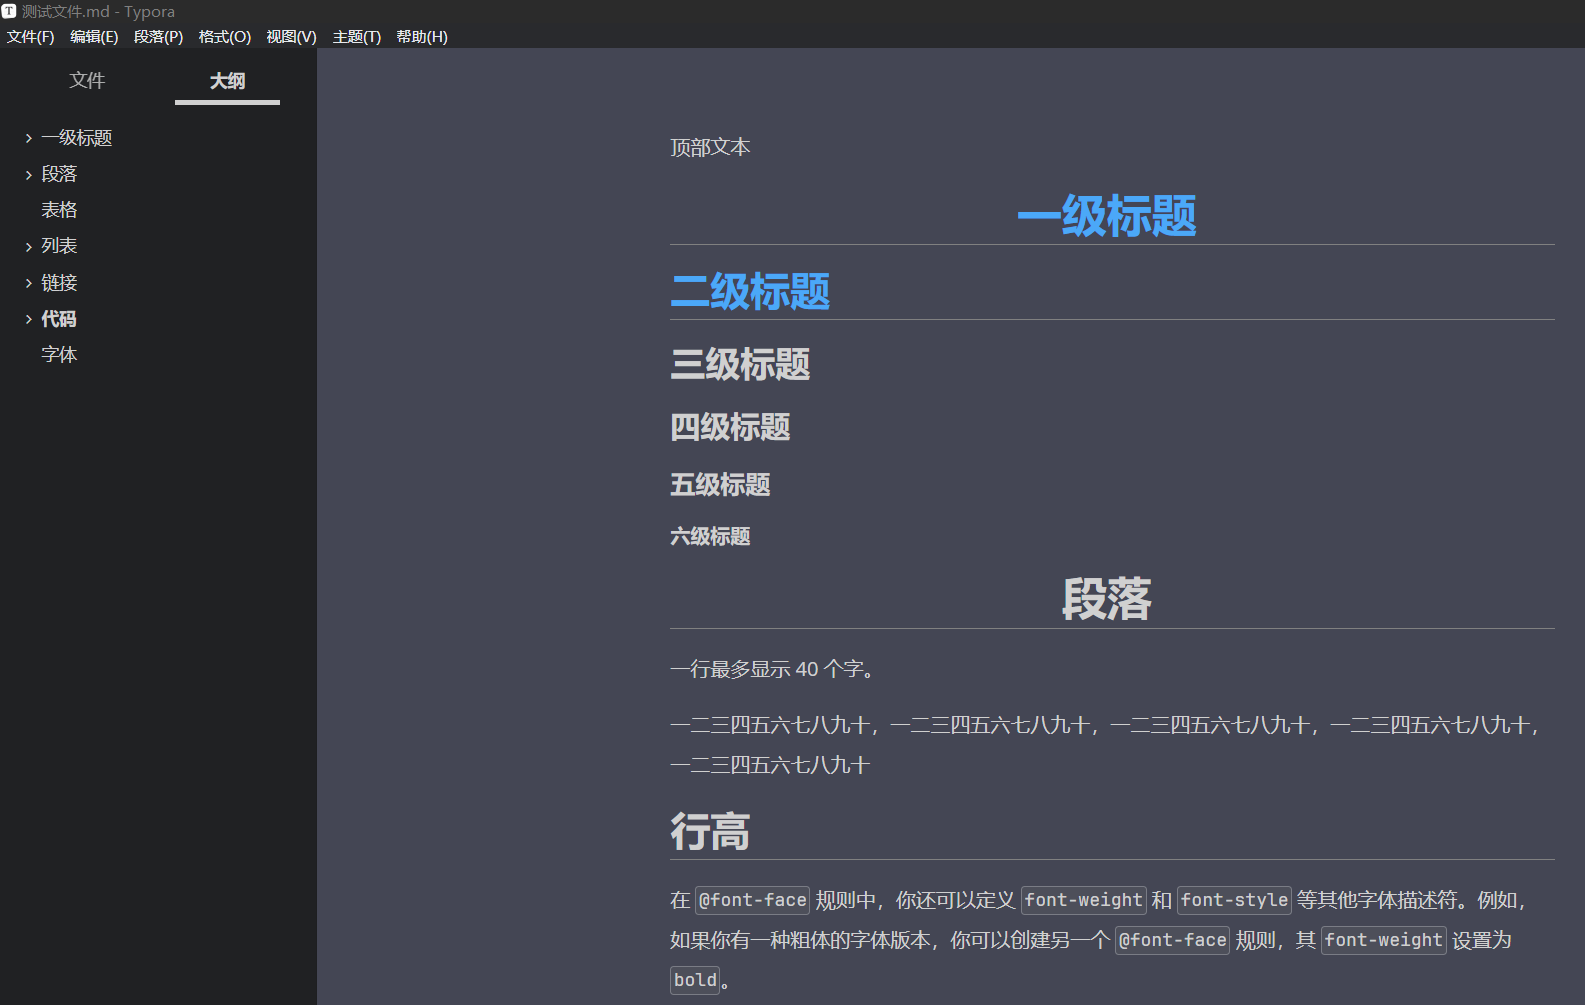 测试文件.md - Typora
文件(F) 编辑(E) 段落(P) 格式(O) 视图(V) 主题(T) 帮助(H)
文件 大纲
一级标题
段落
表格
列表
链接
代码
字体
顶部文本
一级标题
二级标题
三级标题
四级标题
五级标题
六级标题
段落
一行最多显示 40 个字。
一二三四五六七八九十，一二三四五六七八九十，一二三四五六七八九十，一二三四五六七八九十，
一二三四五六七八九十
行高
在 @font-face 规则中，你还可以定义 font-weight 和 font-style 等其他字体描述符。例如，
如果你有一种粗体的字体版本，你可以创建另一个 @font-face 规则，其 font-weight 设置为
bold。